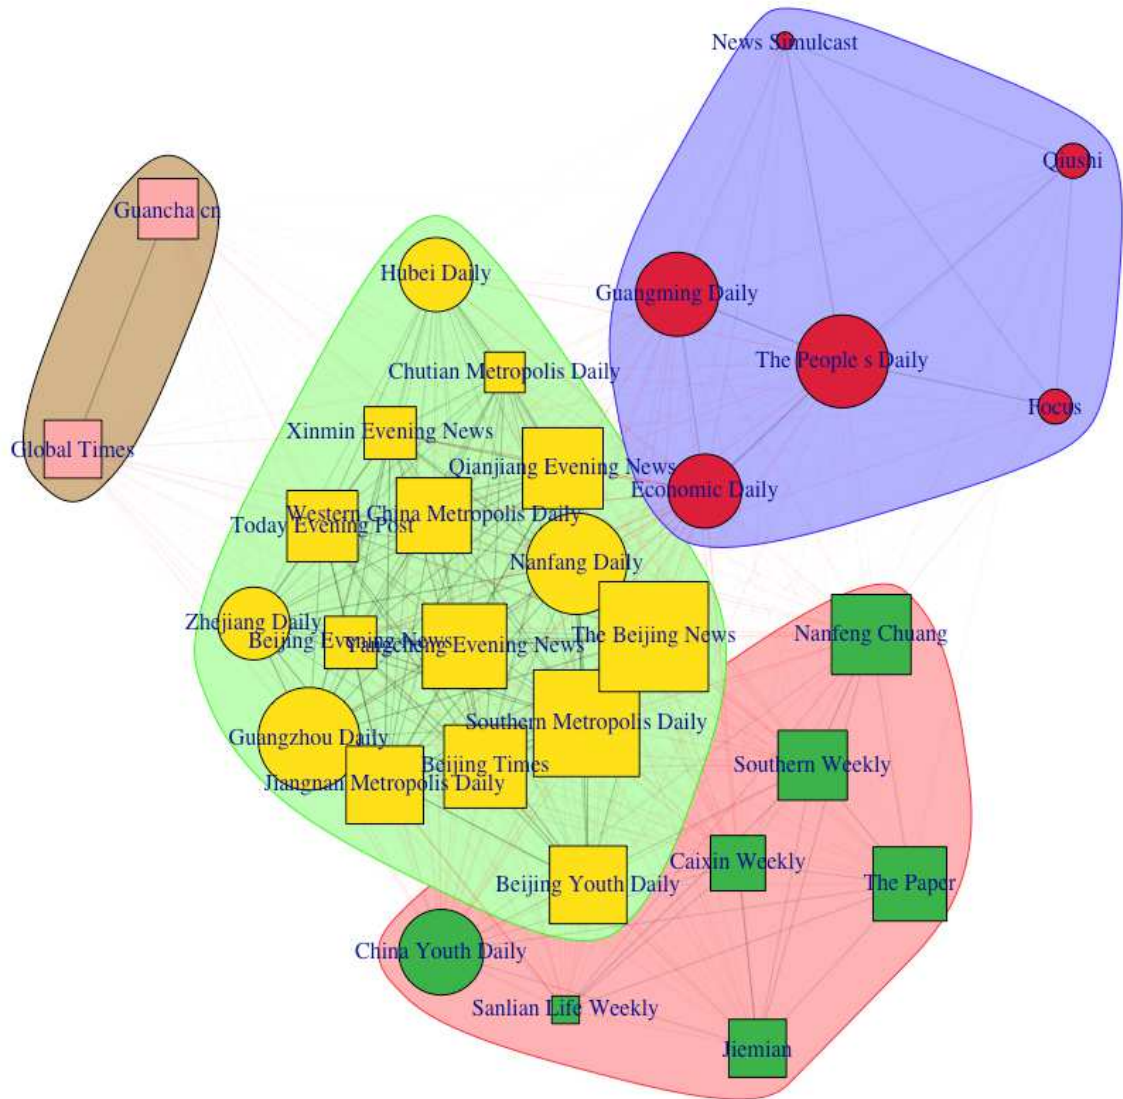 News Simulcast
Qiushi
Guancha cn
Hubei Daily
Guangming Daily
The People s Daily
Chutian Metropolis Daily
Focus
Xinmin Evening News
Global Times
Qianjiang Evening News
Economic Daily
Western China Metropolis Daily
Today Evening Post
Nanfang Daily
Zhejiang Daily
Beijing Evening News
Yangcheng Evening News
The Beijing News
Nanfeng Chuang
Southern Metropolis Daily
Guangzhou Daily
Beijing Times
Southern Weekly
Jiangnan Metropolis Daily
Caixin Weekly
Beijing Youth Daily
The Paper
China Youth Daily
Sanlian Life Weekly
Jiemian